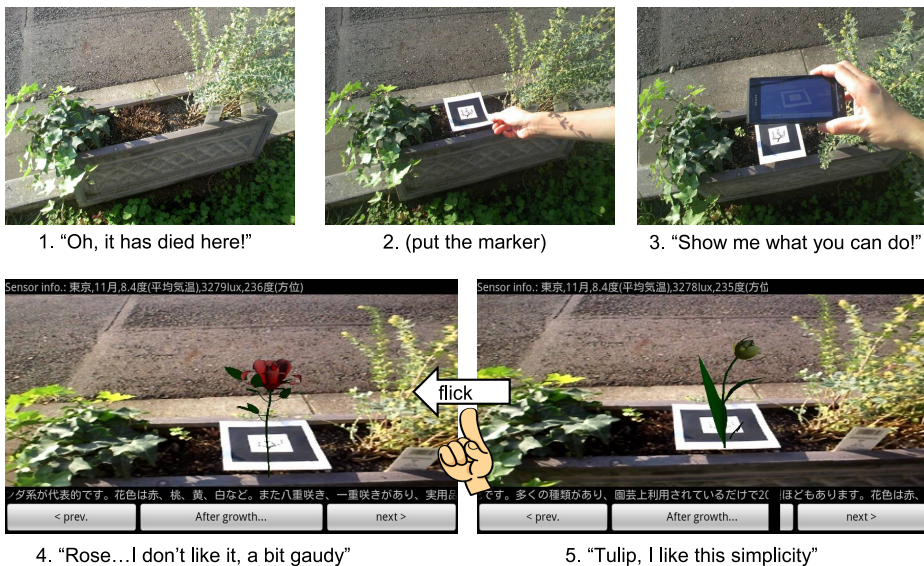 1. “Oh, it has died here!”
2. (put the marker)
3. “Show me what you can do!”
Sensor info.: 東京,11月,8.4度(平均気温),3279lux,236度(方位)
Sensor info.: 東京,11月,8.4度(平均気温),3278lux,235度(方位
flick
ダ系が代表的です。花色は赤、桃、黄、白など。また八重咲き、一重咲きがあり、実用
です。多くの種類があり、園芸上利用されているだけで20
ほどもあります。花色は赤、
< prev.
After growth...
next >
After growth...
next >
4. “Rose…I don’t like it, a bit gaudy”
5. “Tulip, I like this simplicity”